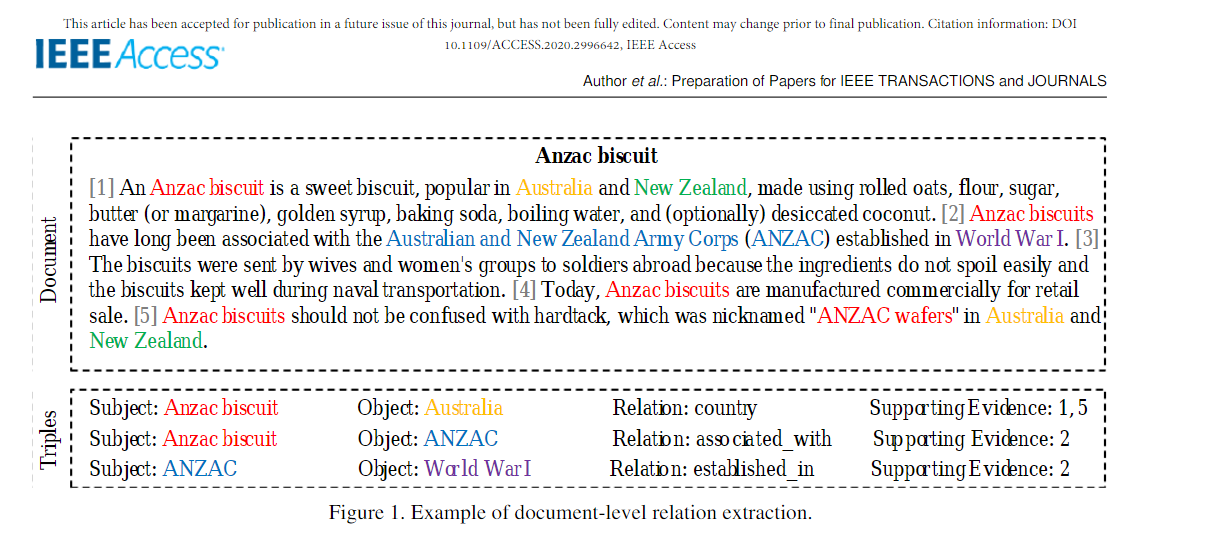 This article has been accepted for publication in a future issue of this journal, but has not been fully edited. Content may change prior to final publication. Citation information: DOI
10.1109/ACCESS.2020.2996642, IEEE Access
IEEE Access
Author et al.: Preparation of Papers for IEEE TRANSACTIONS and JOURNALS
Document
Anzac biscuit
[1] An Anzac biscuit is a sweet biscuit, popular in Australia and New Zealand, made using rolled oats, flour, sugar,
butter (or margarine), golden syrup, baking soda, boiling water, and (optionally) desiccated coconut. [2] Anzac biscuits
have long been associated with the Australian and New Zealand Army Corps (ANZAC) established in World War I. [3]
The biscuits were sent by wives and women's groups to soldiers abroad because the ingredients do not spoil easily and
the biscuits kept well during naval transportation. [4] Today, Anzac biscuits are manufactured commercially for retail
sale. [5] Anzac biscuits should not be confused with hardtack, which was nicknamed "ANZAC wafers" in Australia and
New Zealand.
Triples
Subject: Anzac biscuit Object: Australia Relation: country Supporting Evidence: 1, 5
Subject: Anzac biscuit Object: ANZAC Relation: associated_with Supporting Evidence: 2
Subject: ANZAC Object: World War I Relation: established_in Supporting Evidence: 2
Figure 1. Example of document-level relation extraction.